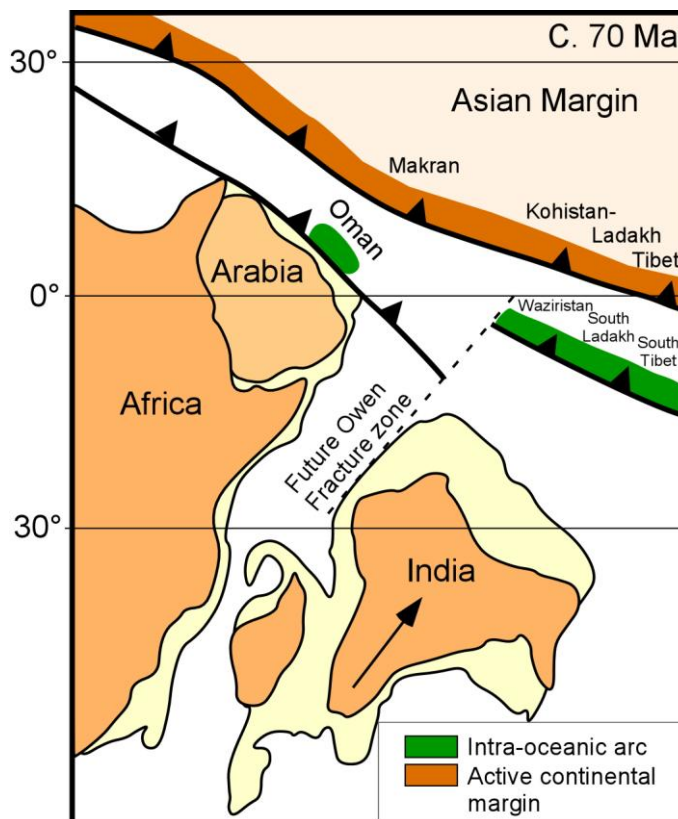 C. 70 Ma
30°
Asian Margin
Makran
Kohistan-
Ladakh
Tibet
Oman
Arabia
0°
Waziristan
South
Ladakh
South
Tibet
Africa
Future Owen
Fracture zone
30°
India
Intra-oceanic arc
Active continental
margin